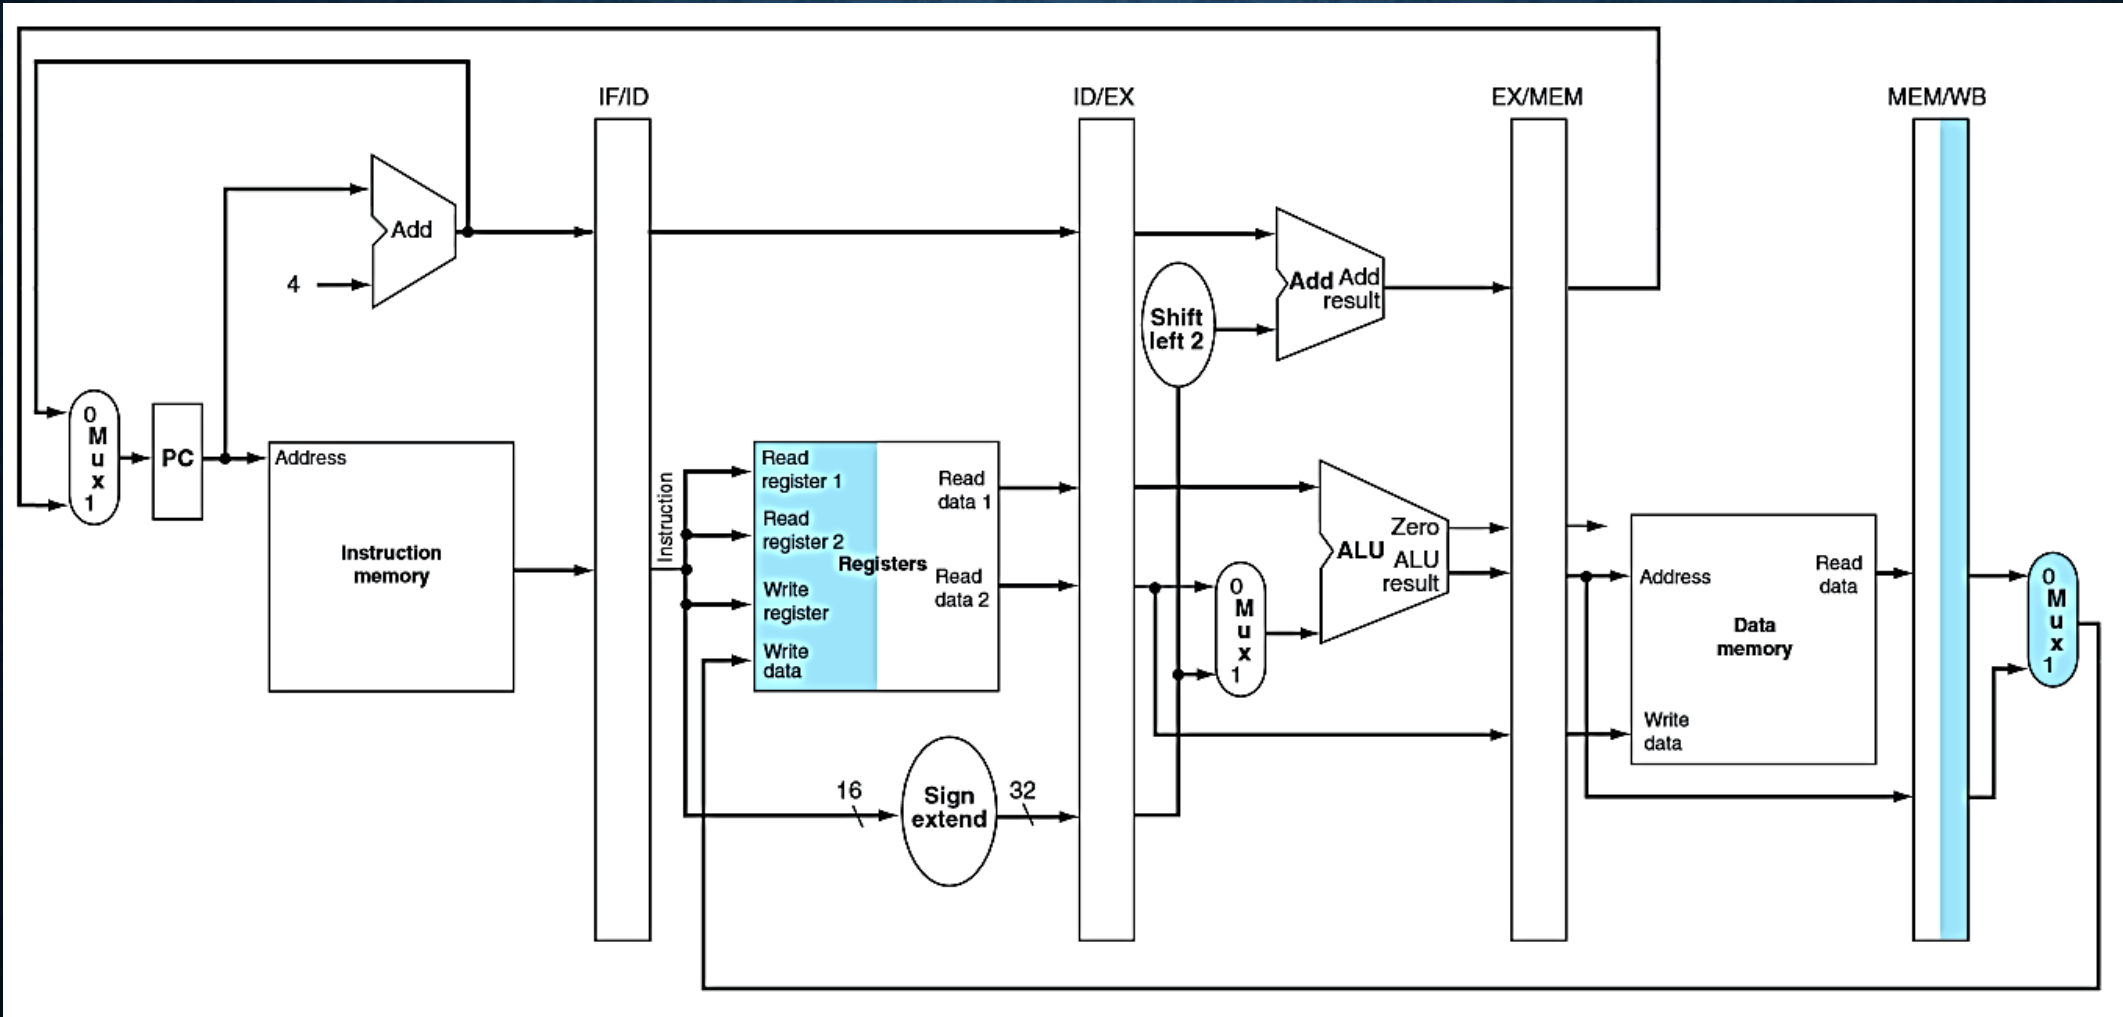 IF/ID
ID/EX
EX/MEM
MEM/WB
Add
4
Add Add
result
Shift
left 2
0
M
u
x
1
PC
Address
Instruction
memory
Instruction
Read
register 1
Read
register 2
Write
register
Write
data
Registers
Read
data 1
Read
data 2
16
Sign
extend
32
0
M
u
x
1
ALU
Zero
ALU
result
Address
Read
data
Data
memory
Write
data
0
M
u
x
1